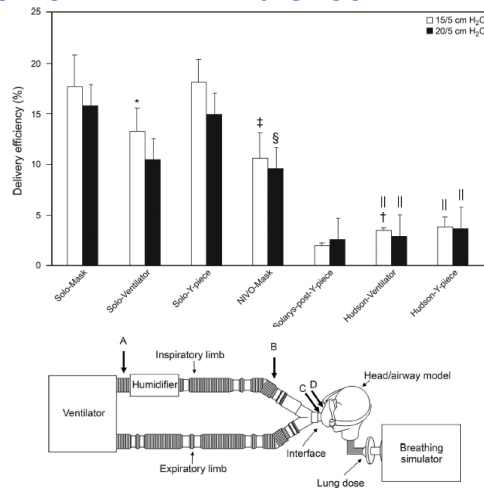 25
20
15
10
5
0
Delivery efficiency (%)
15/5 cm H₂O
20/5 cm H₂O
*
‡
§
||
†
||
||
||
Solo-Mask
Solo-Ventilator
Solo-Y-piece
NIVO-Mask
Solarys-post-Y-piece
Hudson-Ventilator
Hudson-Y-piece
A
Inspiratory limb
B
Humidifier
C
D
Head/airway model
Ventilator
Interface
Expiratory limb
Lung dose
Breathing
simulator